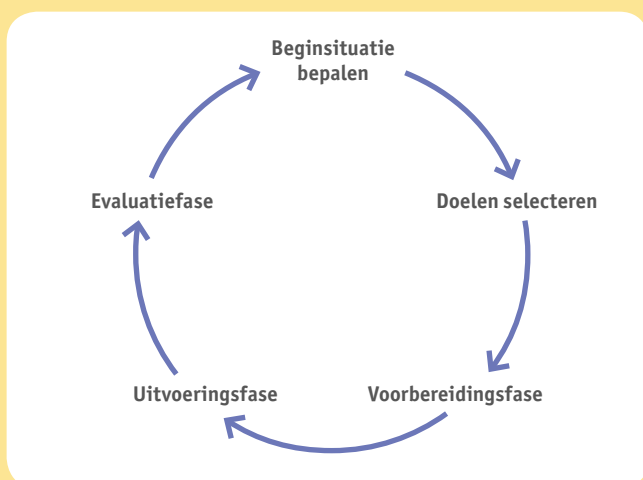 Beginsituatie
bepalen
Doelen selecteren
Voorbereidingsfase
Uitvoeringsfase
Evaluatiefase